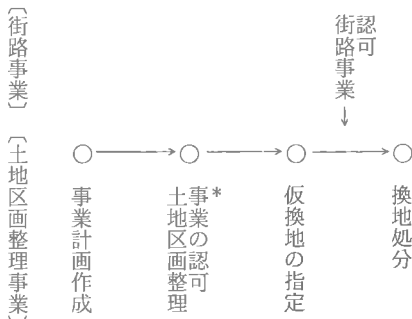 〔街路事業〕
街路事業
認可
〔土地区画整理事業〕
事業計画作成
土地区画整理
事業の認可
*
仮換地の指定
換地処分